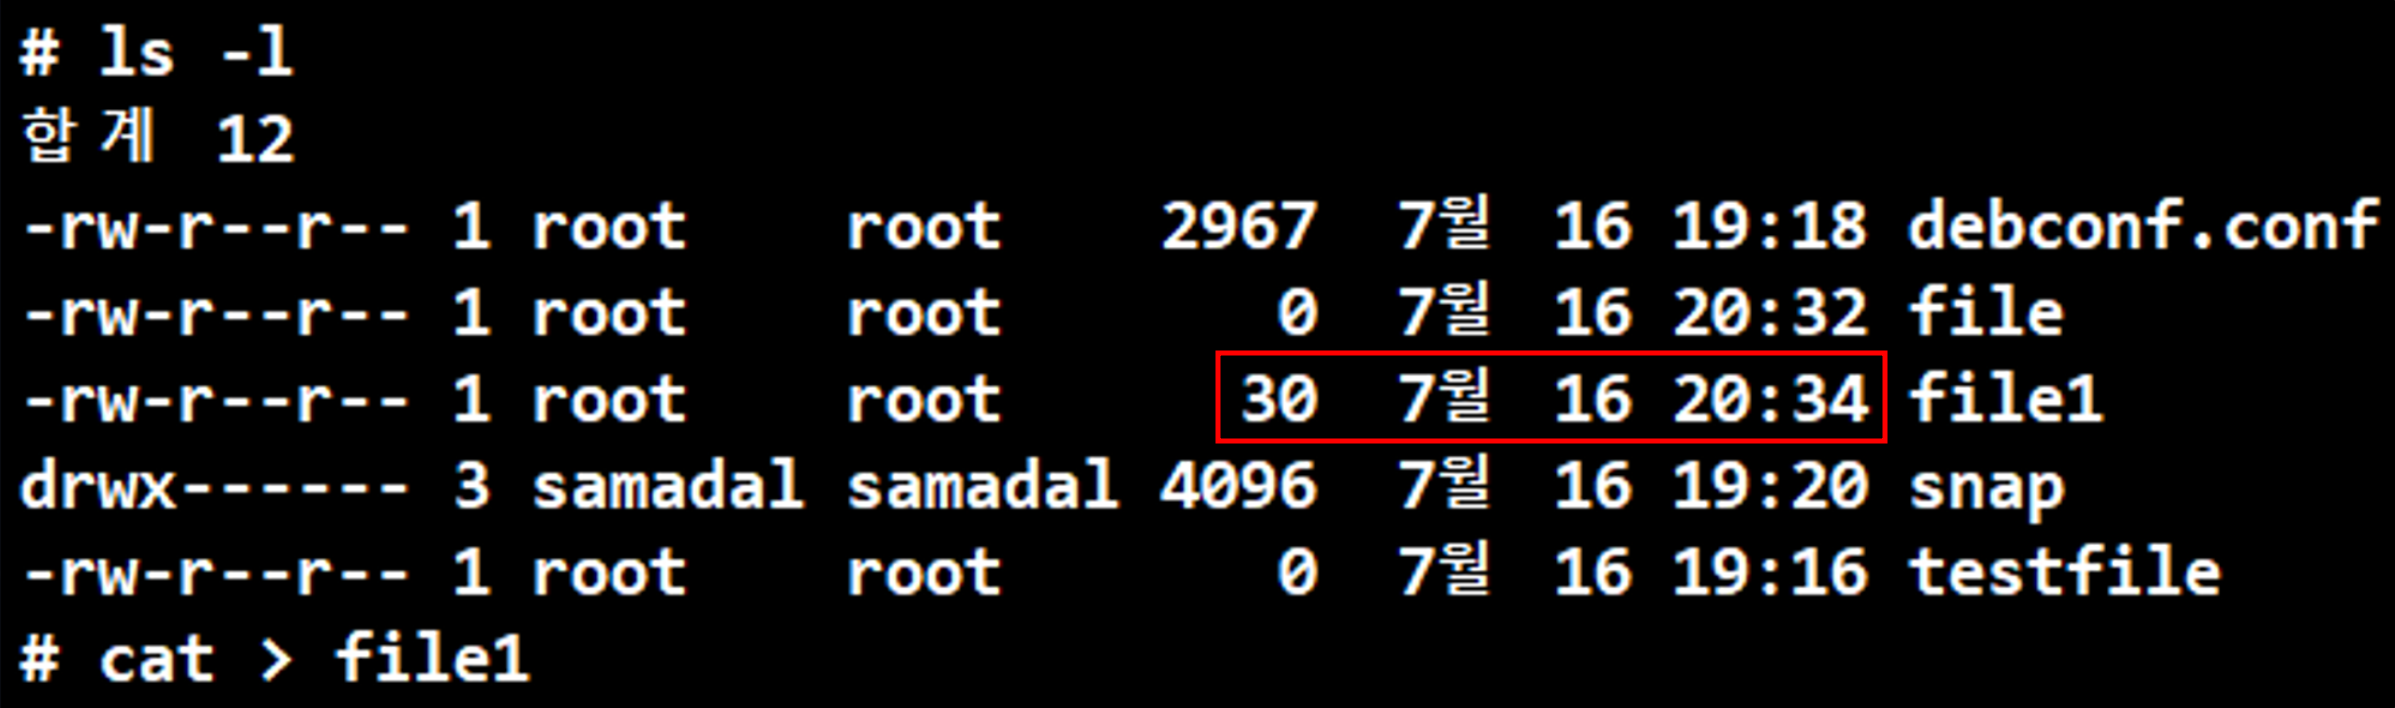 # ls -l
합계 12
-rw-r--r-- 1 root    root    2967  7월  16 19:18 debconf.conf
-rw-r--r-- 1 root    root       0  7월  16 20:32 file
-rw-r--r-- 1 root    root      30  7월  16 20:34 file1
drwx------ 3 samadal samadal 4096  7월  16 19:20 snap
-rw-r--r-- 1 root    root       0  7월  16 19:16 testfile
# cat > file1